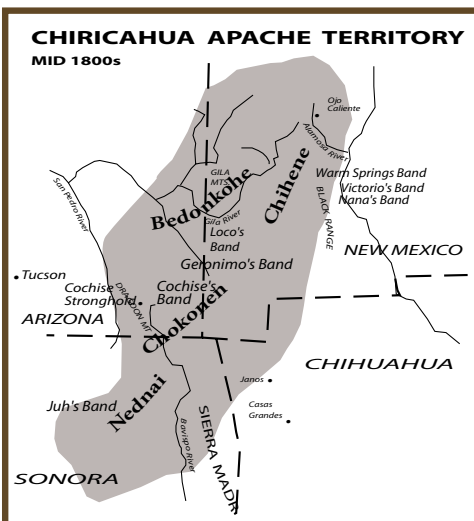 CHIRICAHUA APACHE TERRITORY
MID 1800s
Ojo
Caliente
Alamosa River
GILA
MTS
Warm Springs Band
Victorio's Band
Nana's Band
Bedonkohe
Chihene
San Pedro River
Gila River
BLACK RANGE
Loco's
Band
NEW MEXICO
Geronimo's Band
Tucson
Cochise
Stronghold
DRAGOON MT
Cochise's
Band
ARIZONA
Chokonen
CHIHUAHUA
Janos
Juh's Band
Nednai
Casas
Grandes
Bavispo River
SIERRA MADR
SONORA